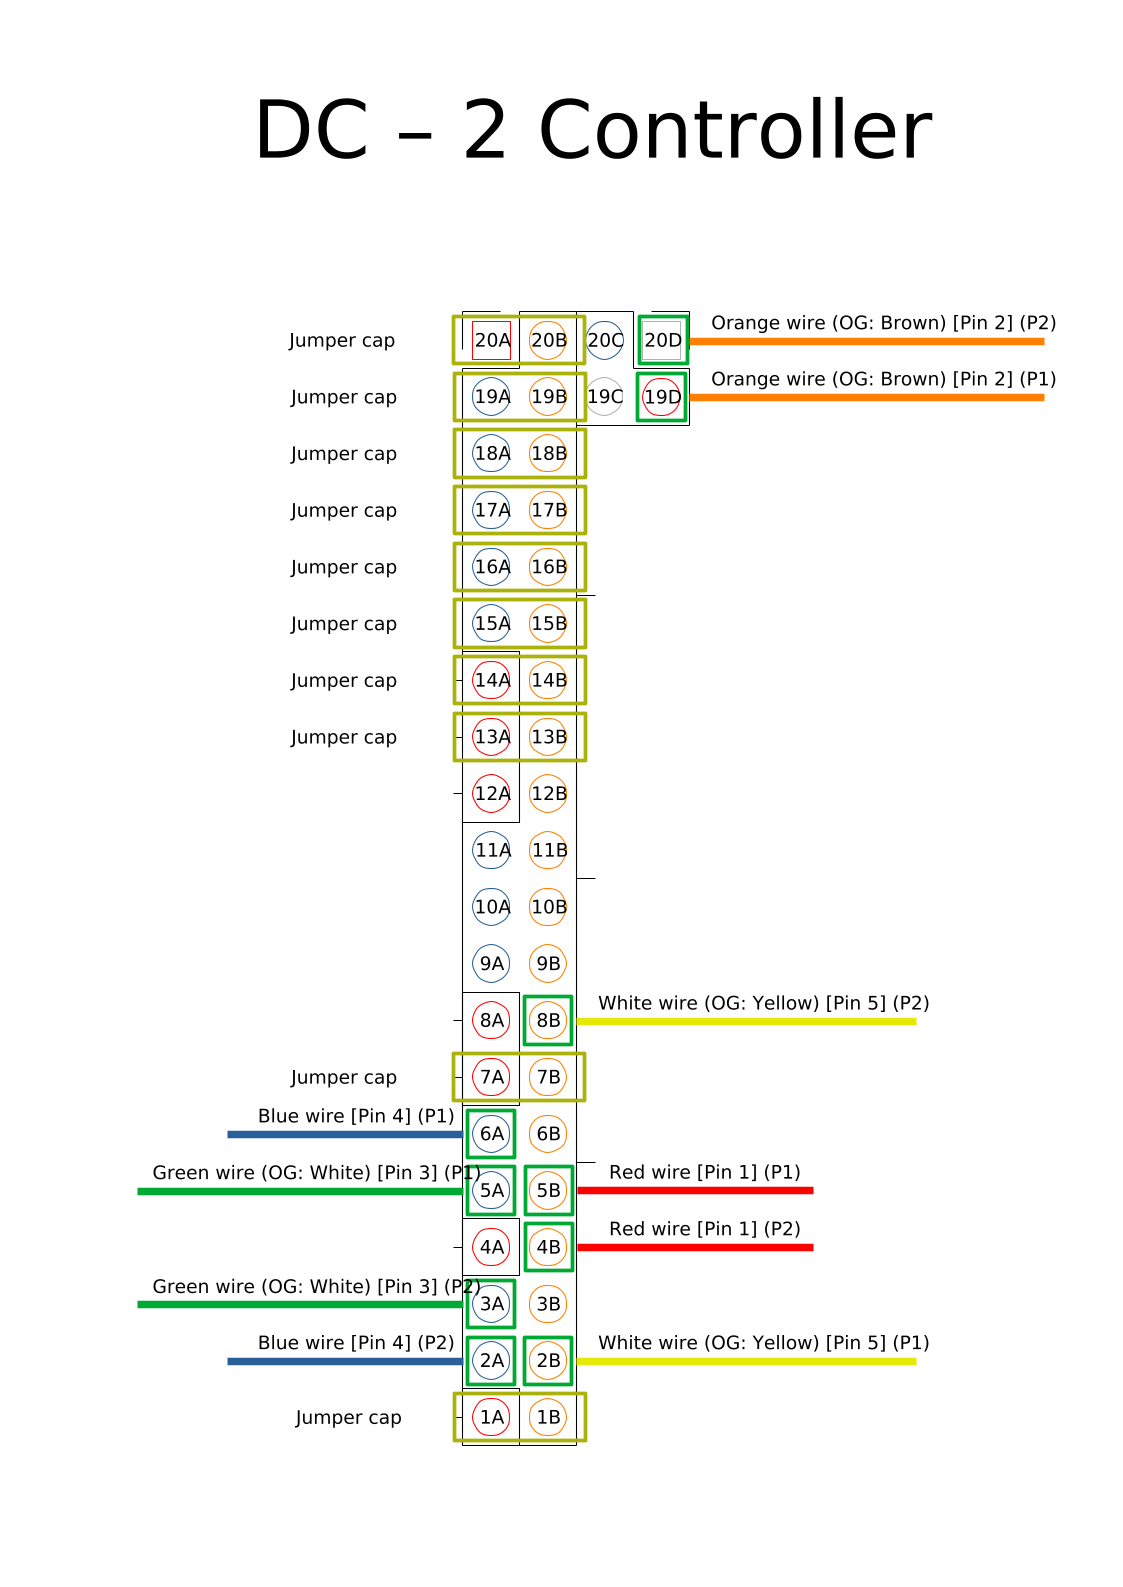 DC – 2 Controller
Orange wire (OG: Brown) [Pin 2] (P2)
Jumper cap 20A 20B 20C 20D
Orange wire (OG: Brown) [Pin 2] (P1)
Jumper cap 19A 19B 19C 19D
Jumper cap 18A 18B
Jumper cap 17A 17B
Jumper cap 16A 16B
Jumper cap 15A 15B
Jumper cap 14A 14B
Jumper cap 13A 13B
12A 12B
11A 11B
10A 10B
9A 9B
White wire (OG: Yellow) [Pin 5] (P2)
8A 8B
Jumper cap 7A 7B
Blue wire [Pin 4] (P1)
6A 6B
Green wire (OG: White) [Pin 3] (P1) Red wire [Pin 1] (P1)
5A 5B
Red wire [Pin 1] (P2)
4A 4B
Green wire (OG: White) [Pin 3] (P2)
3A 3B
Blue wire [Pin 4] (P2) White wire (OG: Yellow) [Pin 5] (P1)
2A 2B
Jumper cap 1A 1B